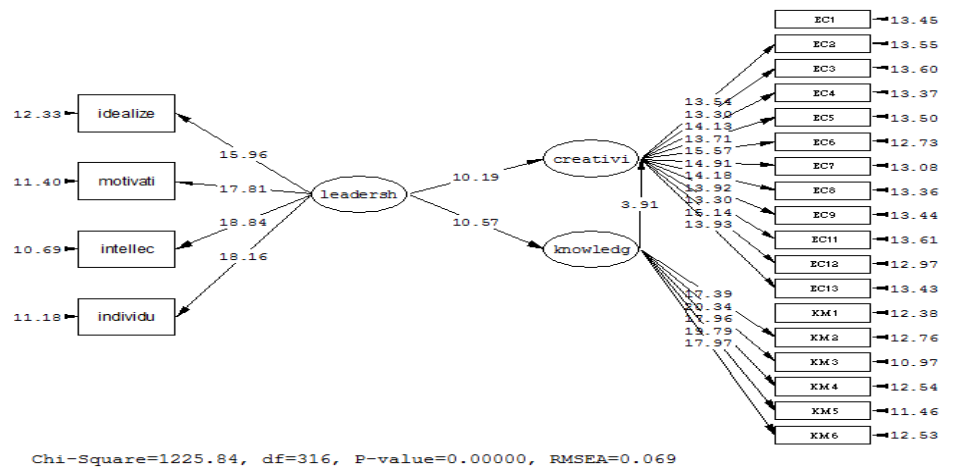 EC1 13.45
EC2 13.55
EC3 13.60
EC4 13.37
EC5 13.50
EC6 12.73
EC7 13.08
EC8 13.36
EC9 13.44
EC11 13.61
EC12 12.97
EC13 13.43
KM1 12.38
KM2 12.76
KM3 10.97
KM4 12.54
KM5 11.46
KM6 12.53
12.33 idealize
11.40 motivati
10.69 intellec
11.18 individu
15.96
17.81
18.84
18.16
leadersh
10.19
10.57
creativi
3.91
knowledg
13.54
13.30
14.13
13.71
15.57
14.91
14.18
13.92
13.30
15.14
13.93
17.39
20.34
17.96
19.79
17.97
Chi-Square=1225.84, df=316, P-value=0.00000, RMSEA=0.069